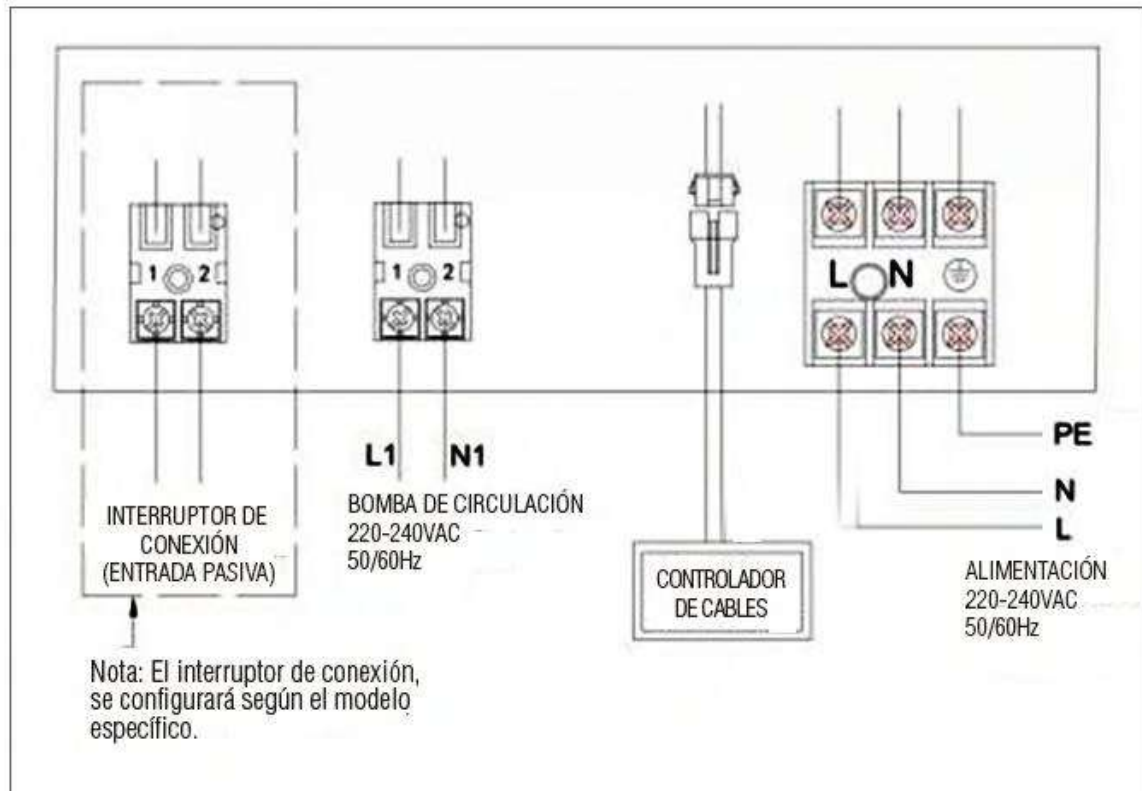 1 2
1 2
L N
L1 N1
PE
N
L
INTERRUPTOR DE
CONEXIÓN
(ENTRADA PASIVA)
BOMBA DE CIRCULACIÓN
220-240VAC
50/60Hz
CONTROLADOR
DE CABLES
ALIMENTACIÓN
220-240VAC
50/60Hz
Nota: El interruptor de conexión,
se configurará según el modelo
específico.